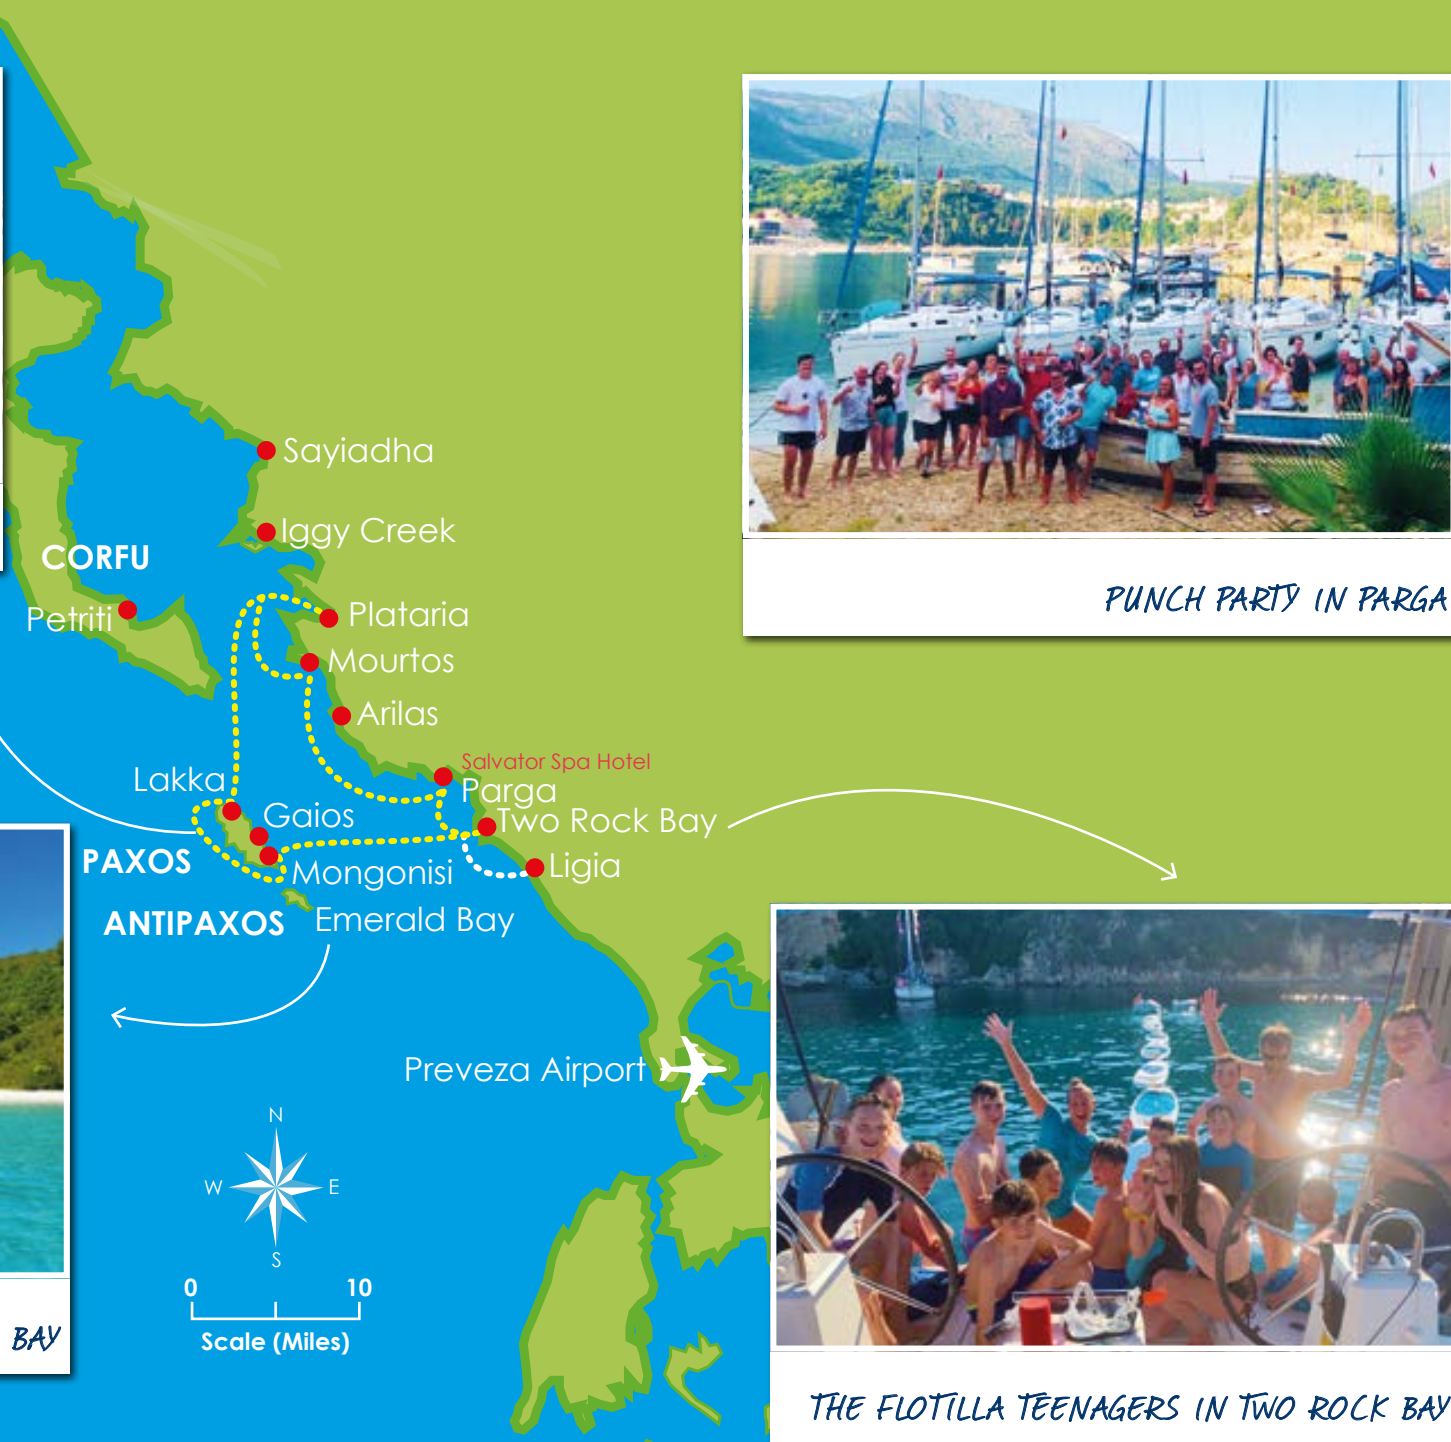 Sayiadha
Iggy Creek
CORFU
Petriti
Plataria
Mourtos
Arilas
Salvator Spa Hotel
Parga
Lakka
Gaios
Two Rock Bay
PAXOS
Mongonisi
Ligia
ANTIPAXOS
Emerald Bay
Preveza Airport
N
W E
S
0 10
Scale (Miles)
PUNCH PARTY IN PARGA
BAY
THE FLOTILLA TEENAGERS IN TWO ROCK BAY